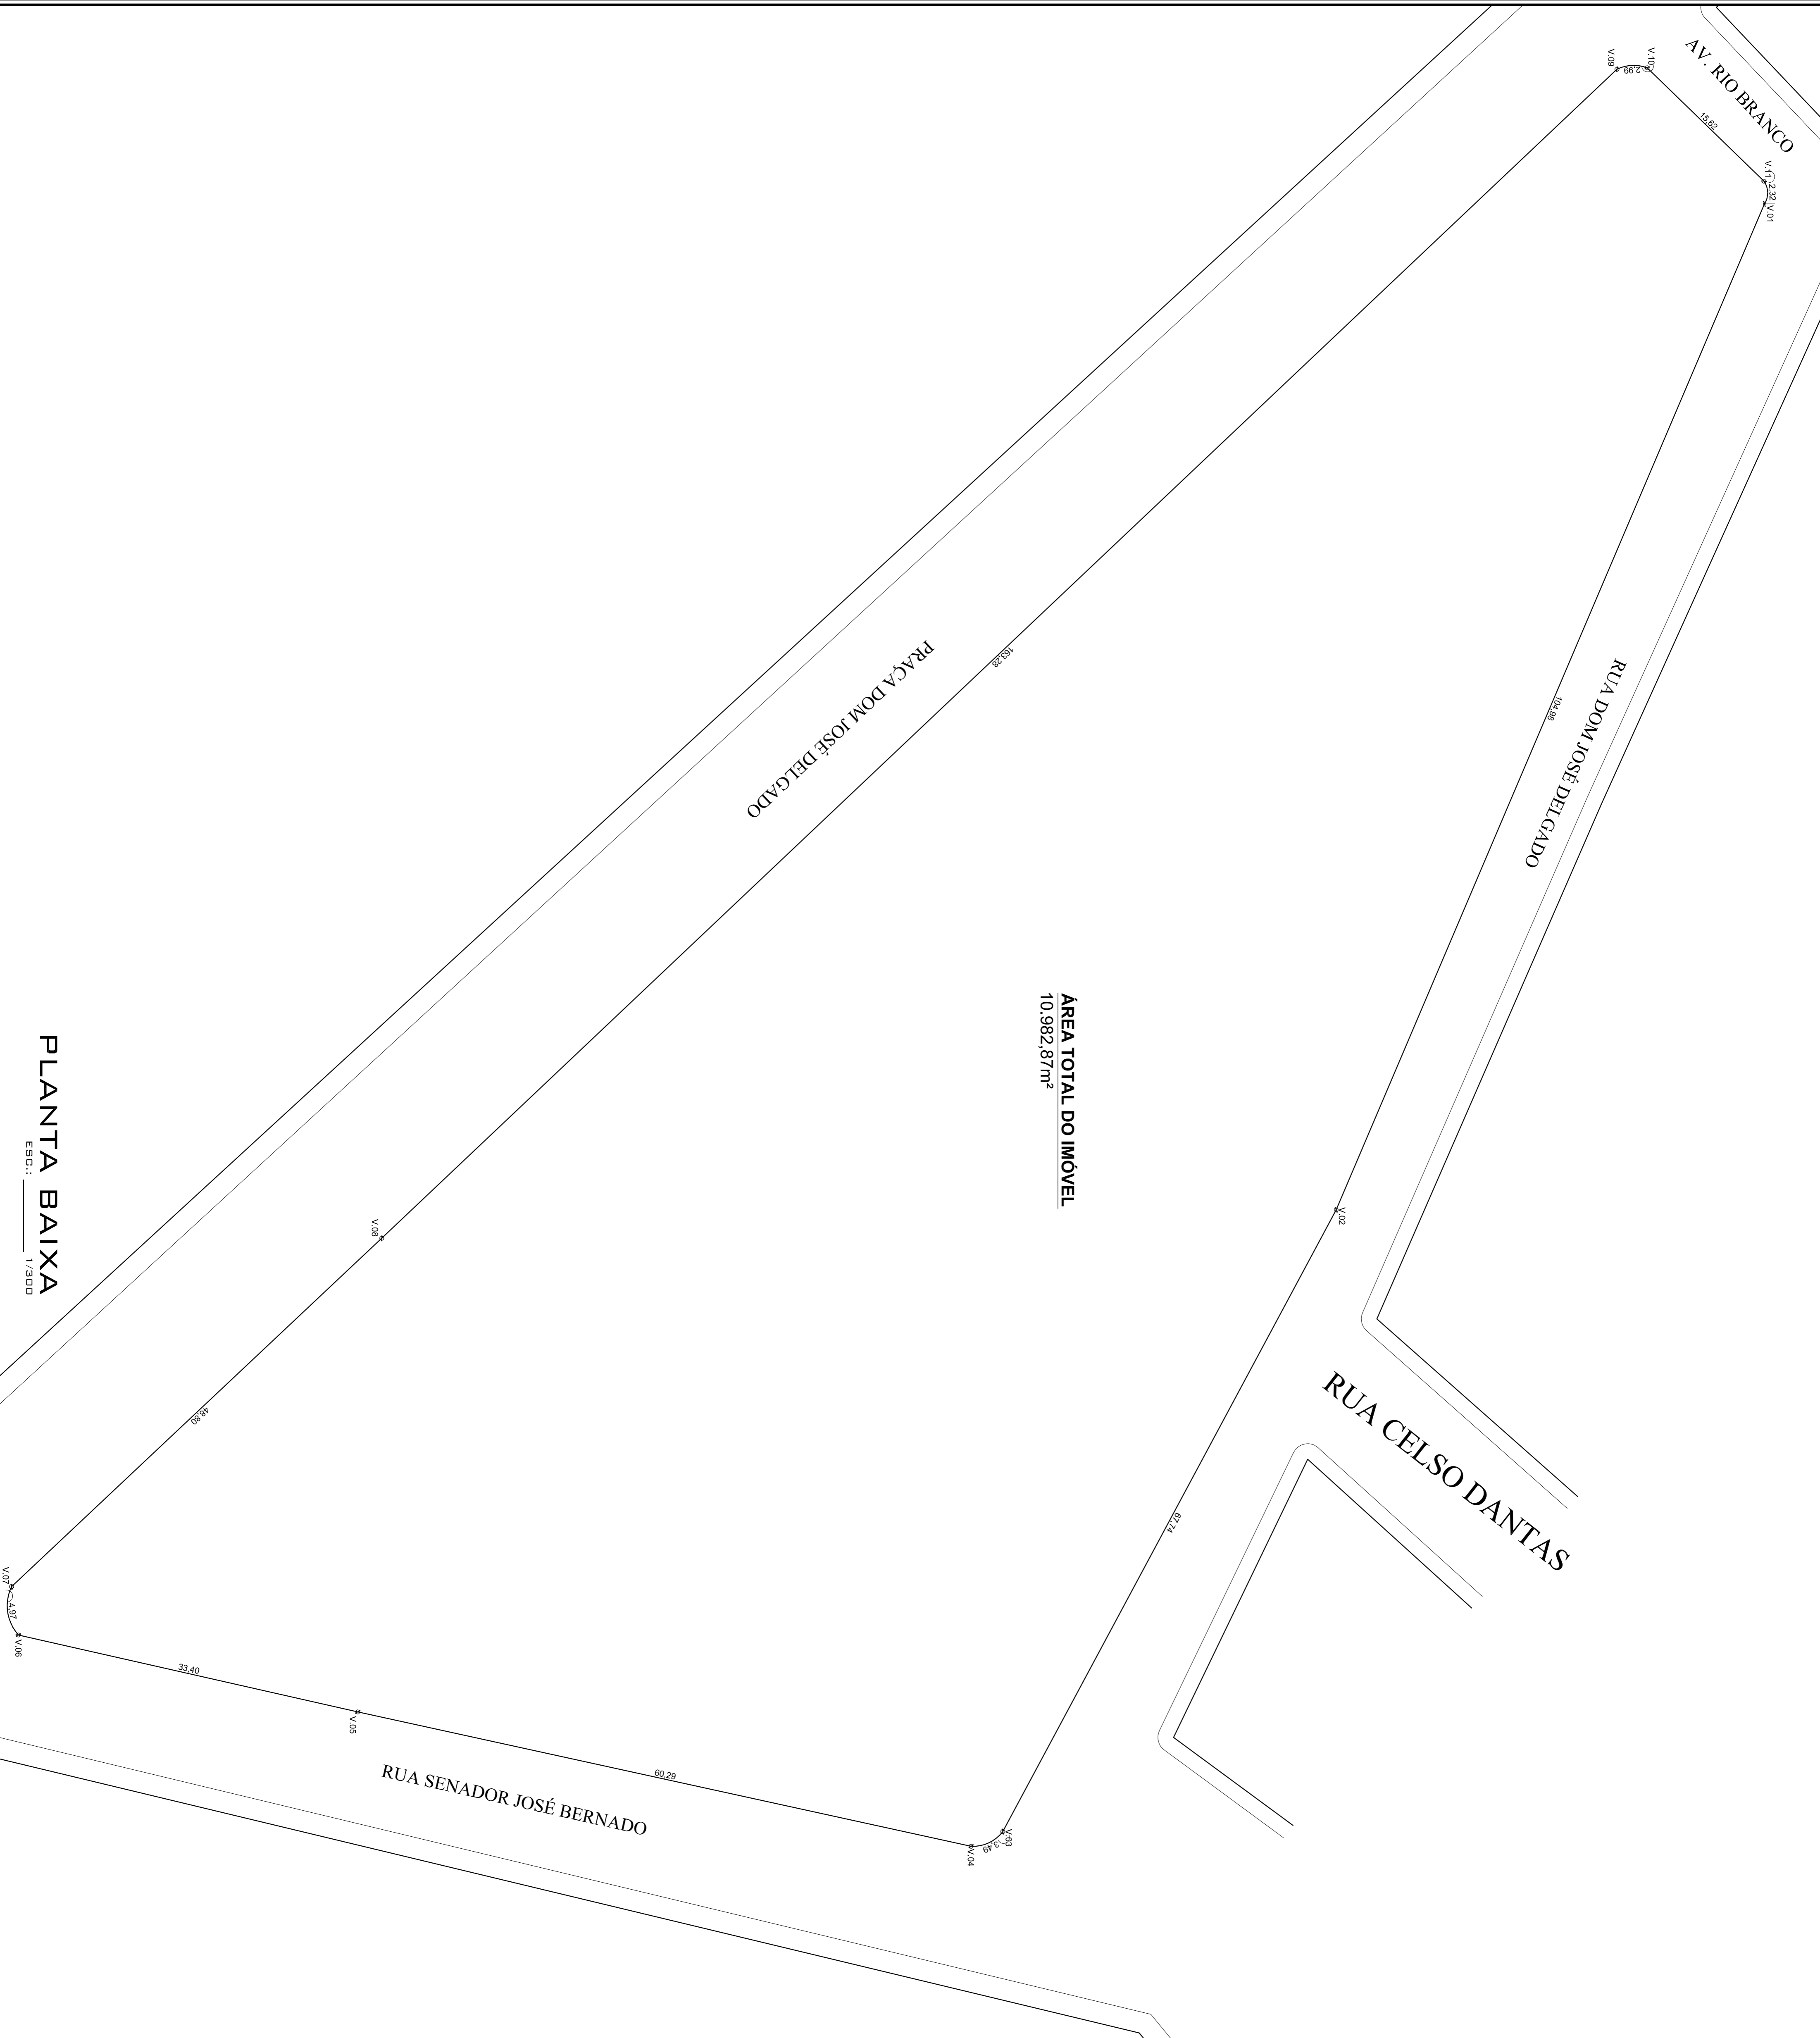 AV. RIO BRANCO
V.09
2,99
V.10
15,62
V.11
2,32
V.01
163,28
PRAÇA DOM JOSÉ DELGADO
104,98
RUA DOM JOSÉ DELGADO
ÁREA TOTAL DO IMÓVEL
10.982,87m²
V.02
V.08
RUA CELSO DANTAS
48,80
67,74
V.07
4,97
V.06
33,40
V.05
60,29
RUA SENADOR JOSÉ BERNADO
V.03
3,49
V.04
PLANTA BAIXA
ESC.: 1/300